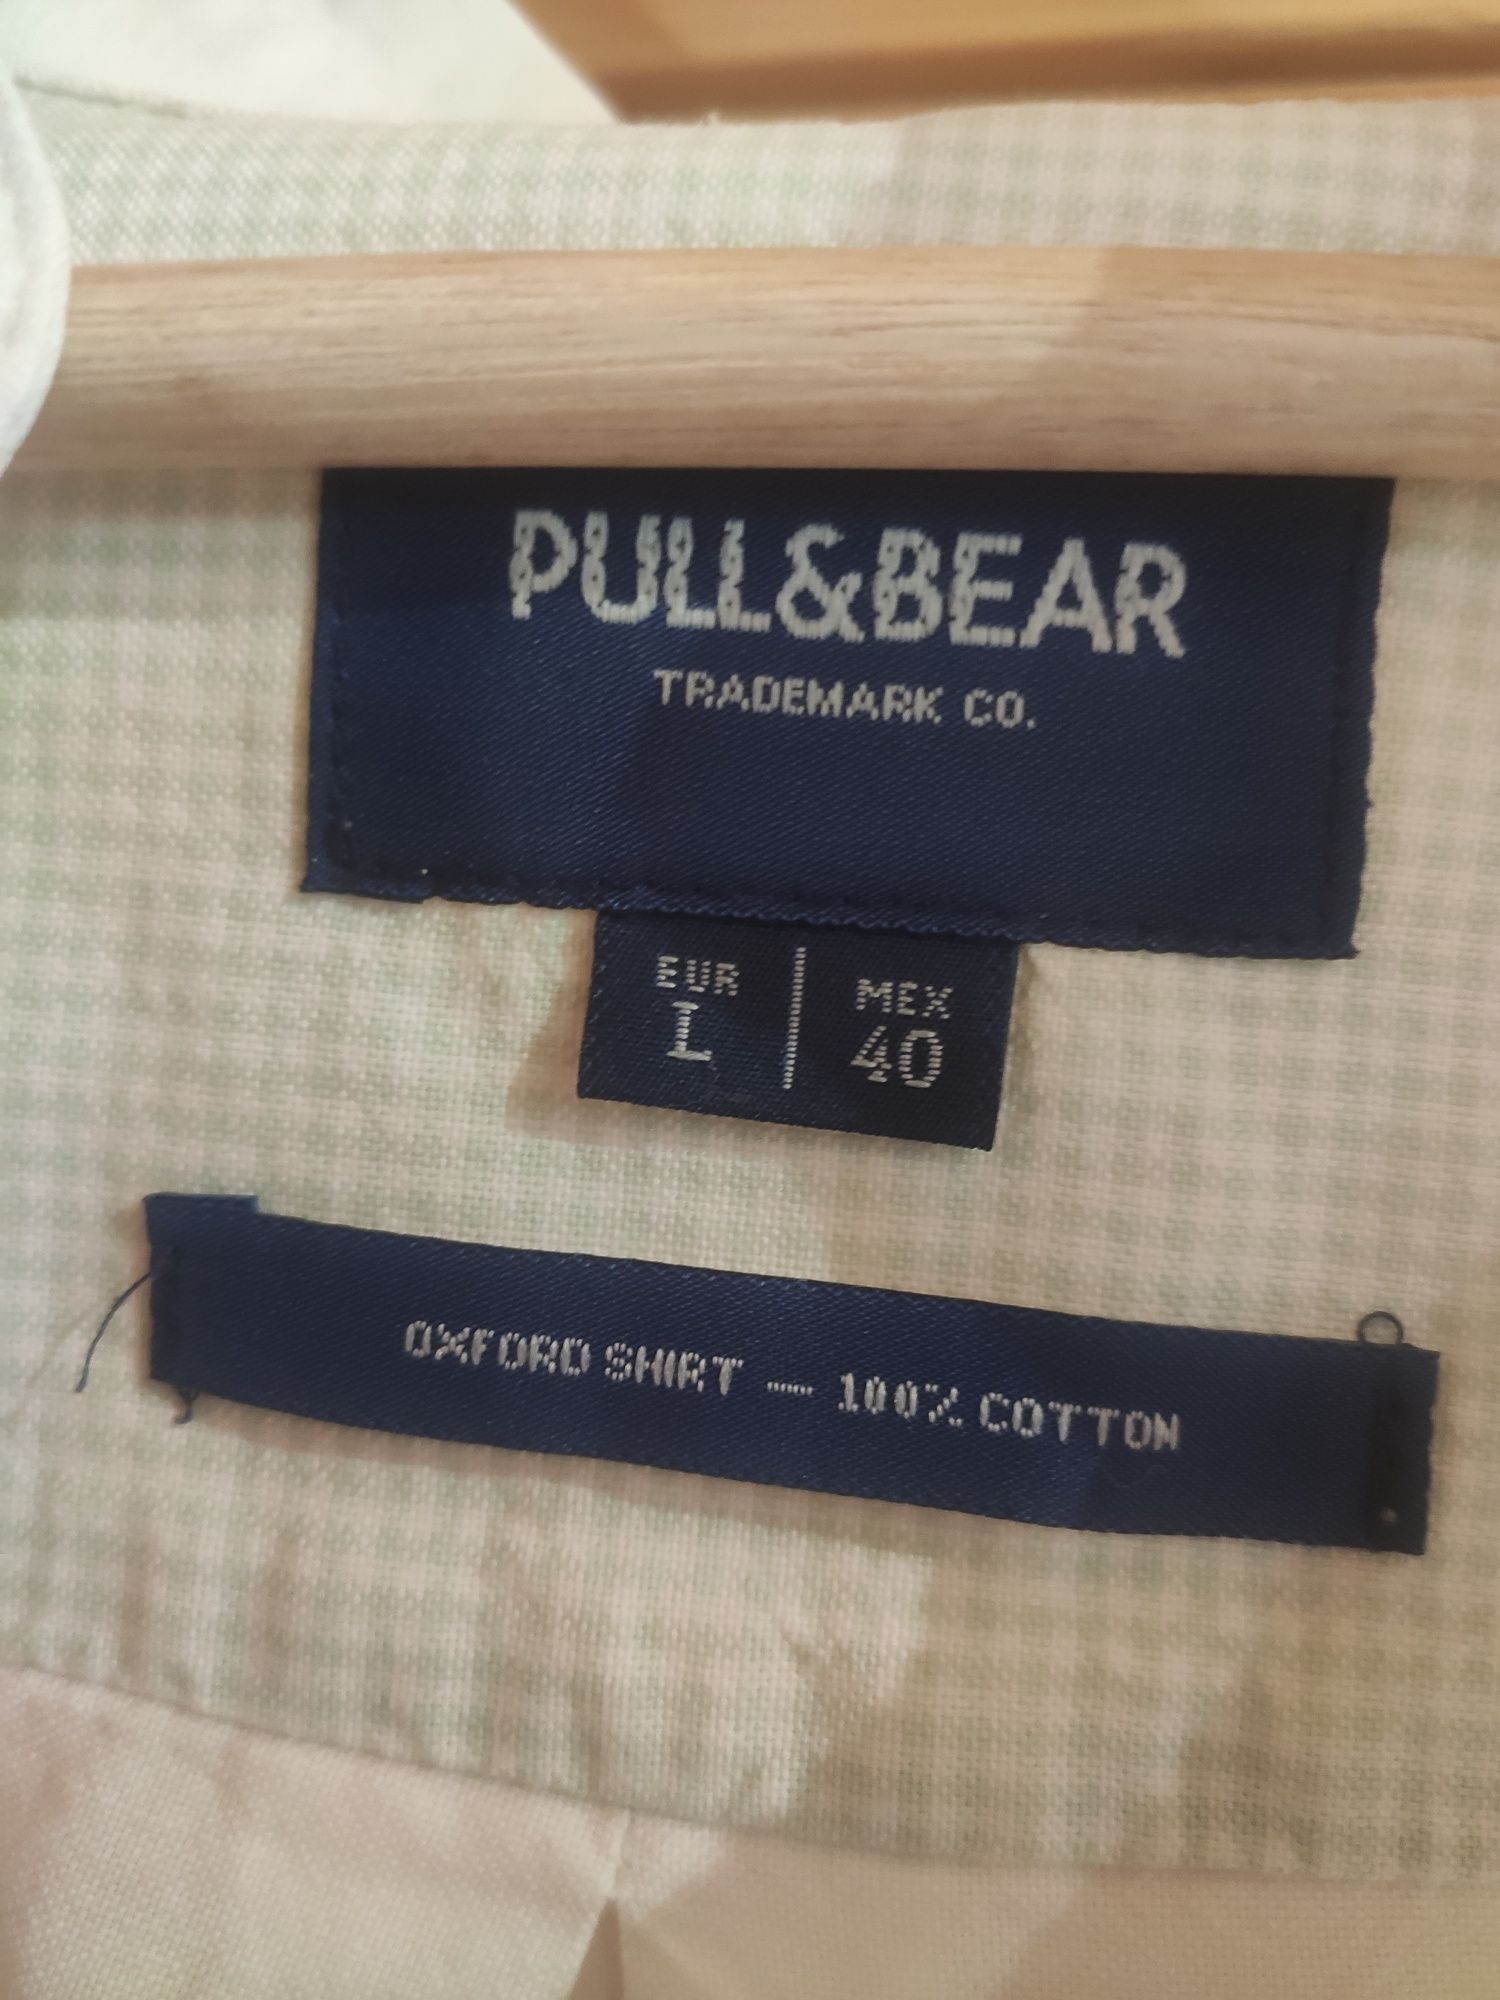 PULL&BEAR
TRADEMARK CO.
EUR MEX
L 40
OXFORD SHIRT — 100% COTTON